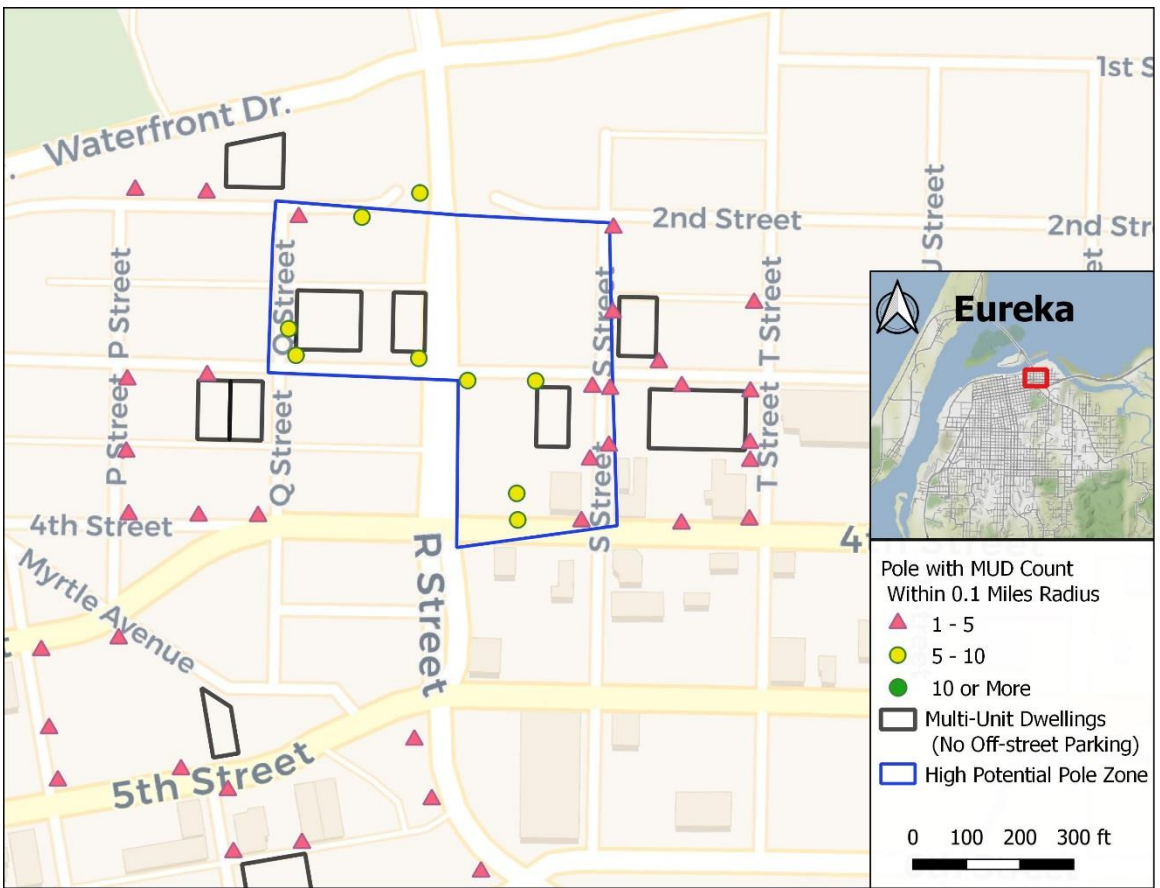 1st S
Waterfront Dr.
2nd Street
2nd Str
P Street
Q Street
S Street
T Street
J Street
et
Eureka
P Street
Q Street
S Street
T Street
4th Street
4
R Street
Myrtle Avenue
5th Street
Pole with MUD Count
Within 0.1 Miles Radius
1 - 5
5 - 10
10 or More
Multi-Unit Dwellings
(No Off-street Parking)
High Potential Pole Zone
0 100 200 300 ft